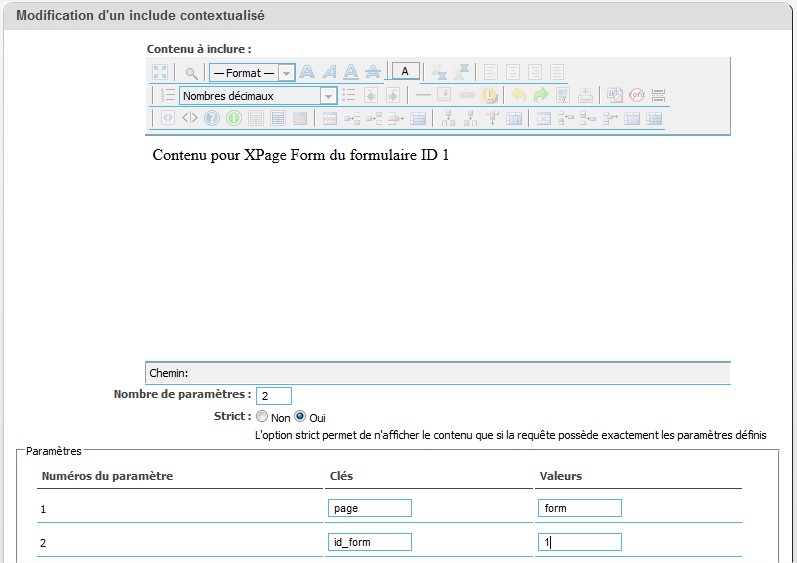 Modification d'un include contextualisé
Contenu à inclure :
— Format —
A A A A A
Nombres décimaux
Contenu pour XPage Form du formulaire ID 1
Chemin:
Nombre de paramètres : 2
Strict : Non Oui
L'option strict permet de n'afficher le contenu que si la requête possède exactement les paramètres définis
Paramètres
Numéros du paramètre Clés Valeurs
1 page form
2 id_form 1